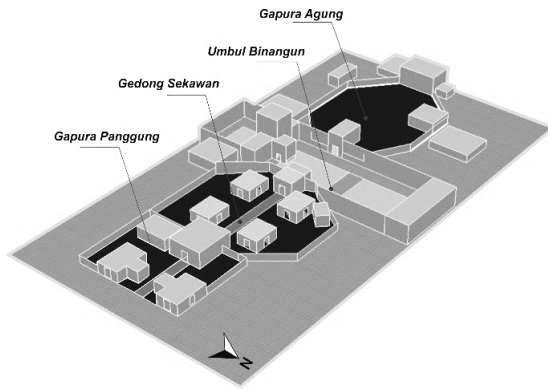 Gapura Agung
Umbul Binangun
Gedong Sekawan
Gapura Panggung
N